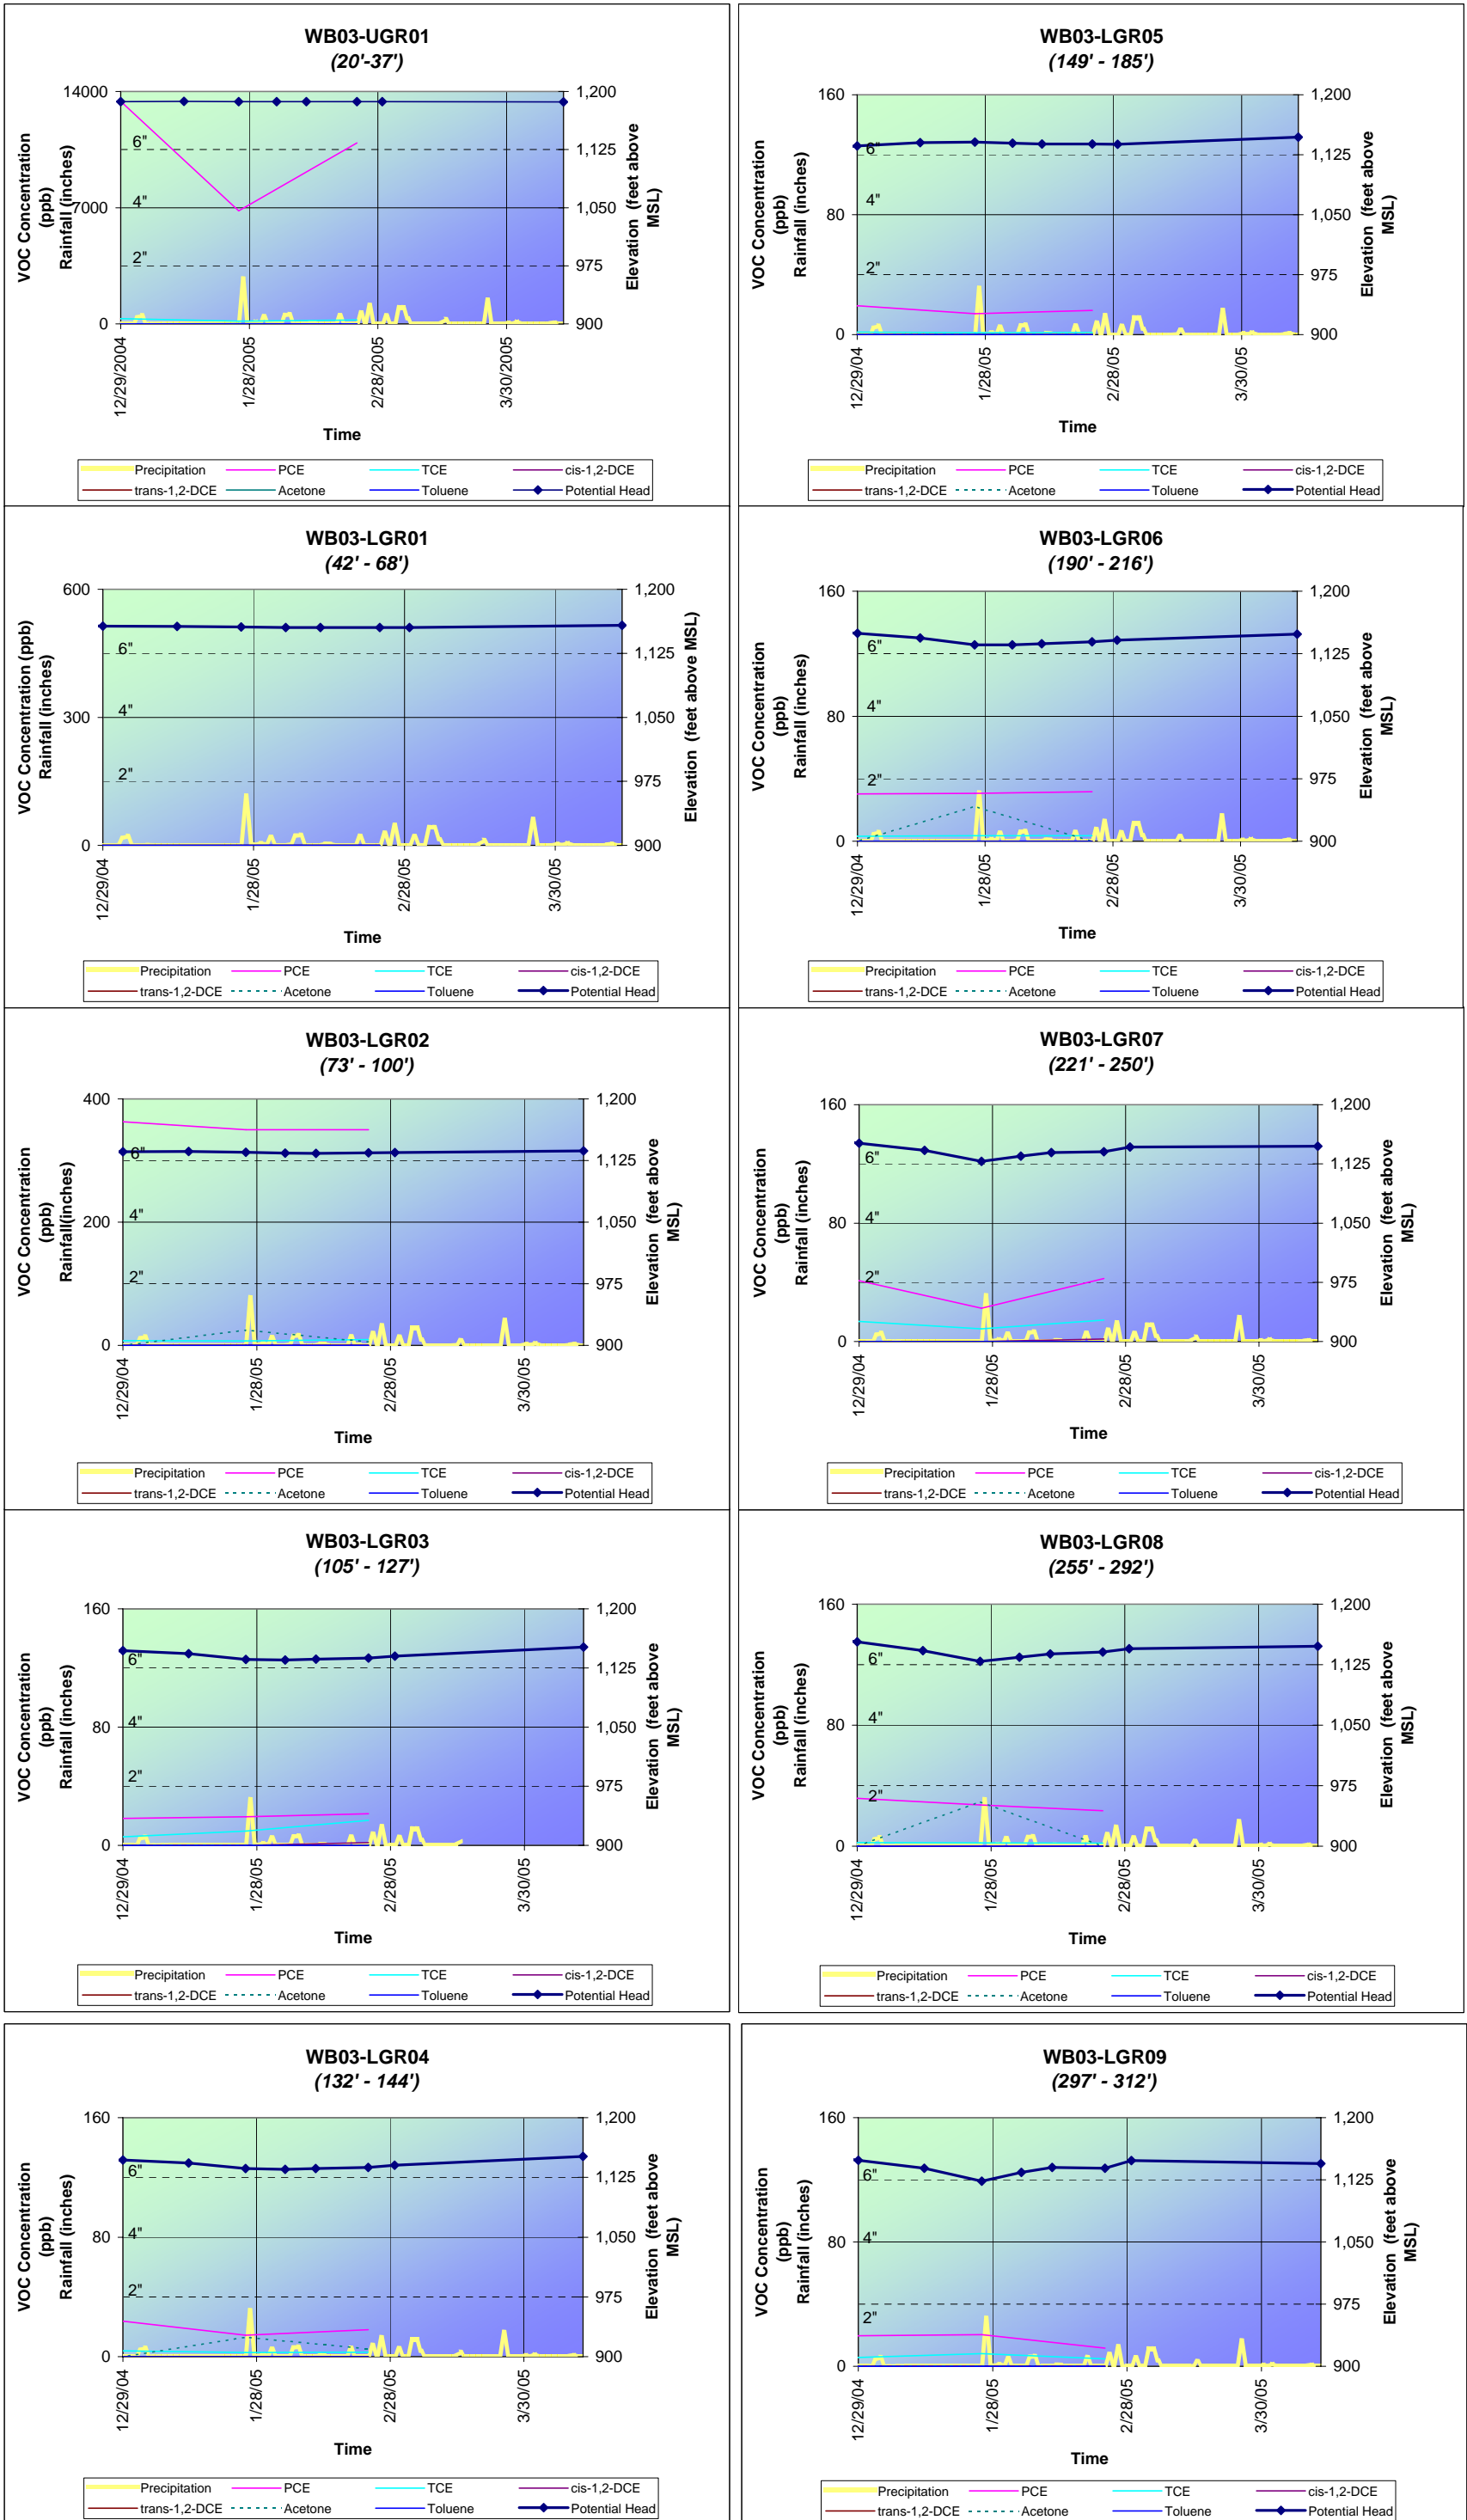 WB03-UGR01
(20'-37')
VOC Concentration
(ppb)
Rainfall (inches)
14000
7000
0
6"
4"
2"
1,200
1,125
1,050
975
900
Elevation (feet above
MSL)
12/29/2004
1/28/2005
2/28/2005
3/30/2005
Time
Precipitation PCE TCE cis-1,2-DCE
trans-1,2-DCE Acetone Toluene Potential Head
WB03-LGR01
(42' - 68')
VOC Concentration (ppb)
Rainfall (inches)
600
300
0
6"
4"
2"
1,200
1,125
1,050
975
900
Elevation (feet above MSL)
12/29/04
1/28/05
2/28/05
3/30/05
Time
Precipitation PCE TCE cis-1,2-DCE
trans-1,2-DCE Acetone Toluene Potential Head
WB03-LGR02
(73' - 100')
VOC Concentration
(ppb)
Rainfall(inches)
400
200
0
6"
4"
2"
1,200
1,125
1,050
975
900
Elevation (feet above
MSL)
12/29/04
1/28/05
2/28/05
3/30/05
Time
Precipitation PCE TCE cis-1,2-DCE
trans-1,2-DCE Acetone Toluene Potential Head
WB03-LGR03
(105' - 127')
VOC Concentration
(ppb)
Rainfall (inches)
160
80
0
6"
4"
2"
1,200
1,125
1,050
975
900
Elevation (feet above
MSL)
12/29/04
1/28/05
2/28/05
3/30/05
Time
Precipitation PCE TCE cis-1,2-DCE
trans-1,2-DCE Acetone Toluene Potential Head
WB03-LGR04
(132' - 144')
VOC Concentration
(ppb)
Rainfall (inches)
160
80
0
6"
4"
2"
1,200
1,125
1,050
975
900
Elevation (feet above
MSL)
12/29/04
1/28/05
2/28/05
3/30/05
Time
Precipitation PCE TCE cis-1,2-DCE
trans-1,2-DCE Acetone Toluene Potential Head
WB03-LGR05
(149' - 185')
VOC Concentration
(ppb)
Rainfall (inches)
160
80
0
6"
4"
2"
1,200
1,125
1,050
975
900
Elevation (feet above
MSL)
12/29/04
1/28/05
2/28/05
3/30/05
Time
Precipitation PCE TCE cis-1,2-DCE
trans-1,2-DCE Acetone Toluene Potential Head
WB03-LGR06
(190' - 216')
VOC Concentration
(ppb)
Rainfall (inches)
160
80
0
6"
4"
2"
1,200
1,125
1,050
975
900
Elevation (feet above
MSL)
12/29/04
1/28/05
2/28/05
3/30/05
Time
Precipitation PCE TCE cis-1,2-DCE
trans-1,2-DCE Acetone Toluene Potential Head
WB03-LGR07
(221' - 250')
VOC Concentration
(ppb)
Rainfall (inches)
160
80
0
6"
4"
2"
1,200
1,125
1,050
975
900
Elevation (feet above
MSL)
12/29/04
1/28/05
2/28/05
3/30/05
Time
Precipitation PCE TCE cis-1,2-DCE
trans-1,2-DCE Acetone Toluene Potential Head
WB03-LGR08
(255' - 292')
VOC Concentration
(ppb)
Rainfall (inches)
160
80
0
6"
4"
2"
1,200
1,125
1,050
975
900
Elevation (feet above
MSL)
12/29/04
1/28/05
2/28/05
3/30/05
Time
Precipitation PCE TCE cis-1,2-DCE
trans-1,2-DCE Acetone Toluene Potential Head
WB03-LGR09
(297' - 312')
VOC Concentration
(ppb)
Rainfall (inches)
160
80
0
6"
4"
2"
1,200
1,125
1,050
975
900
Elevation (feet above
MSL)
12/29/04
1/28/05
2/28/05
3/30/05
Time
Precipitation PCE TCE cis-1,2-DCE
trans-1,2-DCE Acetone Toluene Potential Head